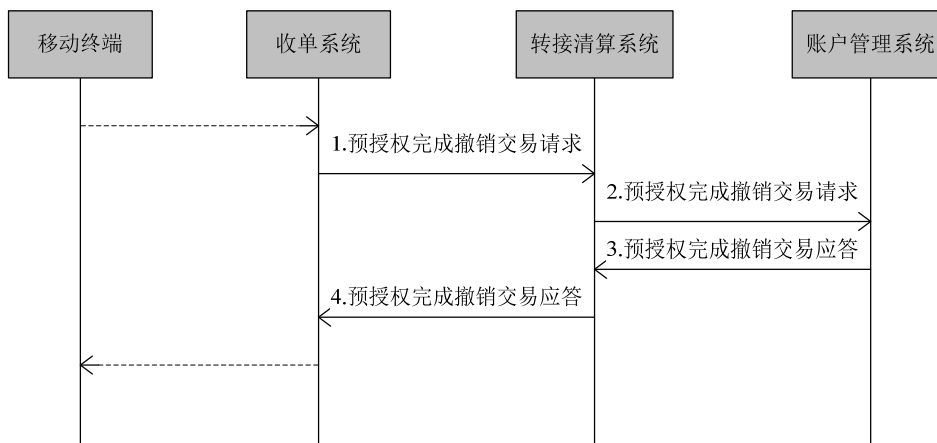 移动终端
收单系统
转接清算系统
账户管理系统
1.预授权完成撤销交易请求
2.预授权完成撤销交易请求
3.预授权完成撤销交易应答
4.预授权完成撤销交易应答